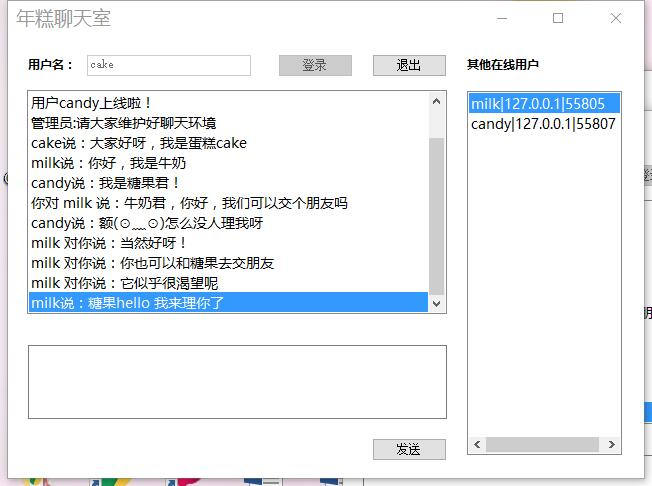 年糕聊天室
用户名： cake 登录 退出 其他在线用户
用户candy上线啦！
管理员:请大家维护好聊天环境
cake说：大家好呀，我是蛋糕cake
milk说：你好，我是牛奶
candy说：我是糖果君！
你对 milk 说：牛奶君，你好，我们可以交个朋友吗
candy说：额(⊙﹏⊙)怎么没人理我呀
milk 对你说：当然好呀！
milk 对你说：你也可以和糖果去交朋友
milk 对你说：它似乎很渴望呢
milk说：糖果hello 我来理你了
milk|127.0.0.1|55805
candy|127.0.0.1|55807
发送